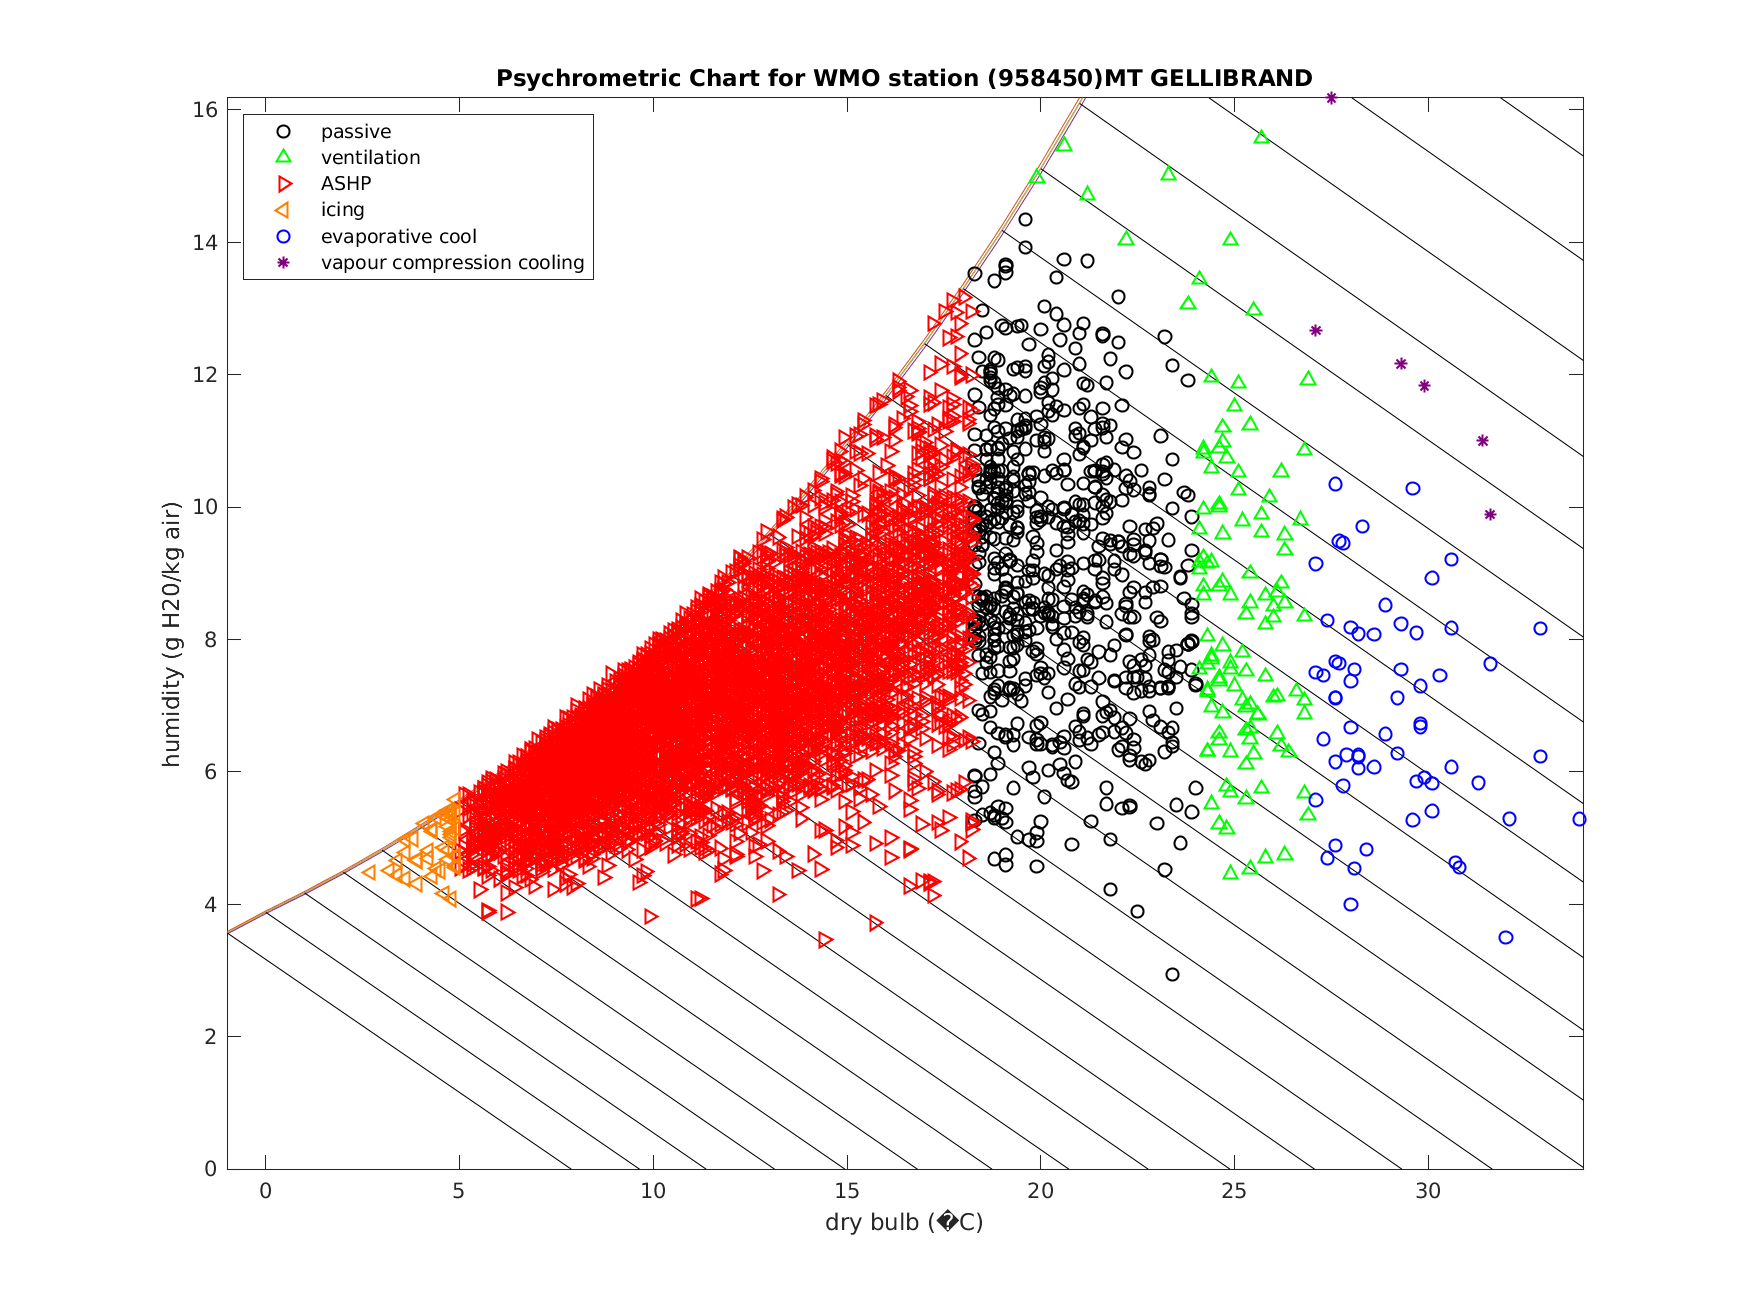 Psychrometric Chart for WMO station (958450)MT GELLIBRAND
passive
ventilation
ASHP
icing
evaporative cool
vapour compression cooling
humidity (g H20/kg air)
16
14
12
10
8
6
4
2
0
0 5 10 15 20 25 30
dry bulb (�C)